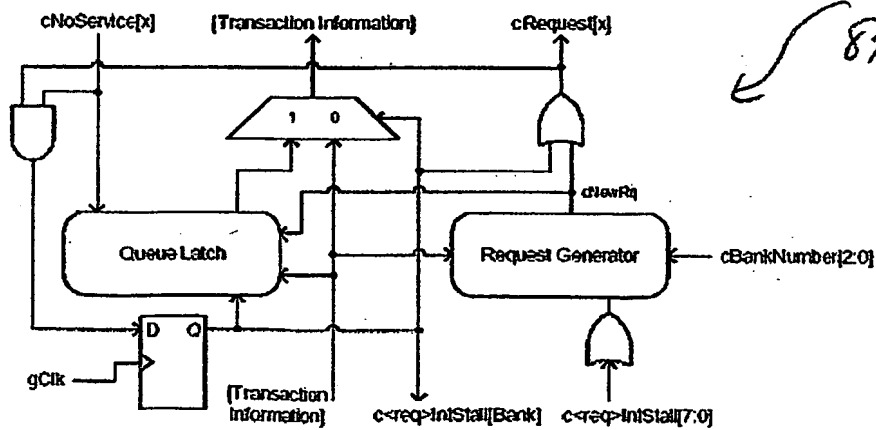 cNoService[x]
{Transaction Information}
cRequest[x]
1 0
cNewRq
Queue Latch
Request Generator
cBankNumber[2:0]
D Q
gClk
{Transaction
Information}
c<req>IntStall[Bank]
c<req>IntStall[7:0]